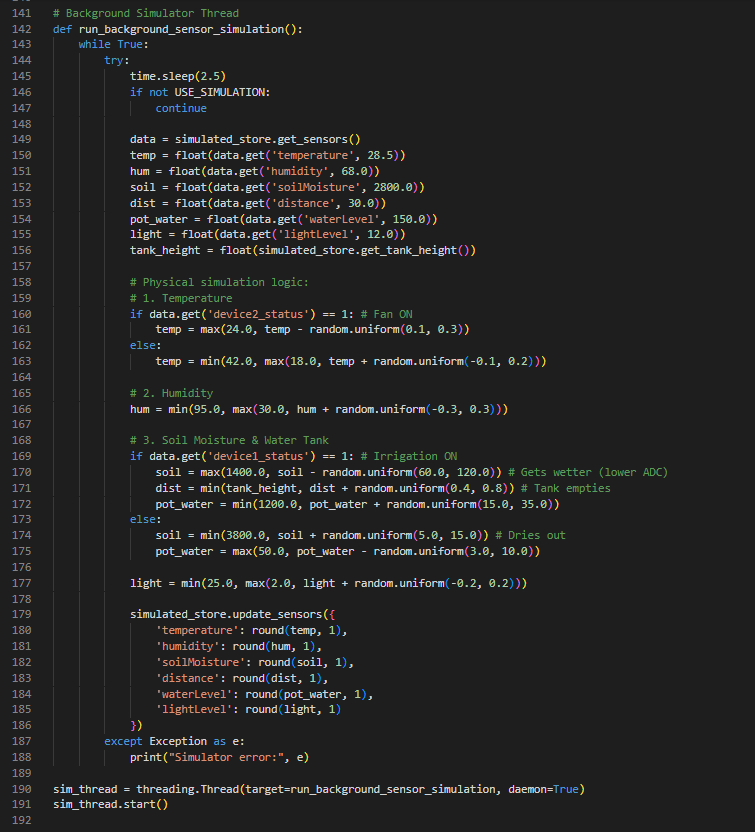 141 # Background Simulator Thread
142 def run_background_sensor_simulation():
143     while True:
144         try:
145             time.sleep(2.5)
146             if not USE_SIMULATION:
147                 continue
148
149             data = simulated_store.get_sensors()
150             temp = float(data.get('temperature', 28.5))
151             hum = float(data.get('humidity', 68.0))
152             soil = float(data.get('soilMoisture', 2800.0))
153             dist = float(data.get('distance', 30.0))
154             pot_water = float(data.get('waterLevel', 150.0))
155             light = float(data.get('lightLevel', 12.0))
156             tank_height = float(simulated_store.get_tank_height())
157
158             # Physical simulation logic:
159             # 1. Temperature
160             if data.get('device2_status') == 1: # Fan ON
161                 temp = max(24.0, temp - random.uniform(0.1, 0.3))
162             else:
163                 temp = min(42.0, max(18.0, temp + random.uniform(-0.1, 0.2)))
164
165             # 2. Humidity
166             hum = min(95.0, max(30.0, hum + random.uniform(-0.3, 0.3)))
167
168             # 3. Soil Moisture & Water Tank
169             if data.get('device1_status') == 1: # Irrigation ON
170                 soil = max(1400.0, soil - random.uniform(60.0, 120.0)) # Gets wetter (lower ADC)
171                 dist = min(tank_height, dist + random.uniform(0.4, 0.8)) # Tank empties
172                 pot_water = min(1200.0, pot_water + random.uniform(15.0, 35.0))
173             else:
174                 soil = min(3800.0, soil + random.uniform(5.0, 15.0)) # Dries out
175                 pot_water = max(50.0, pot_water - random.uniform(3.0, 10.0))
176
177             light = min(25.0, max(2.0, light + random.uniform(-0.2, 0.2)))
178
179             simulated_store.update_sensors({
180                 'temperature': round(temp, 1),
181                 'humidity': round(hum, 1),
182                 'soilMoisture': round(soil, 1),
183                 'distance': round(dist, 1),
184                 'waterLevel': round(pot_water, 1),
185                 'lightLevel': round(light, 1)
186             })
187         except Exception as e:
188             print("Simulator error:", e)
189
190 sim_thread = threading.Thread(target=run_background_sensor_simulation, daemon=True)
191 sim_thread.start()
192